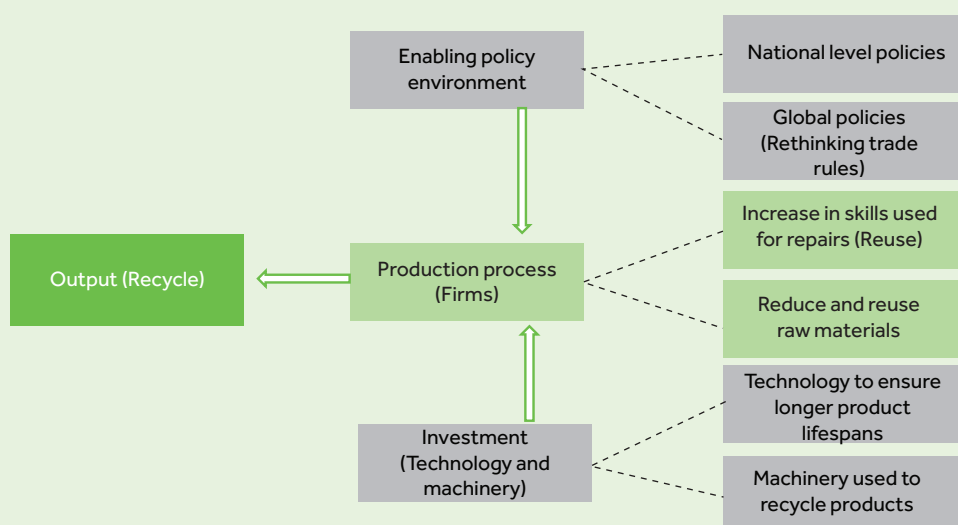 Enabling policy
environment
National level policies
Global policies
(Rethinking trade
rules)
Increase in skills used
for repairs (Reuse)
Output (Recycle)
Production process
(Firms)
Reduce and reuse
raw materials
Technology to ensure
longer product
lifespans
Investment
(Technology and
machinery)
Machinery used to
recycle products